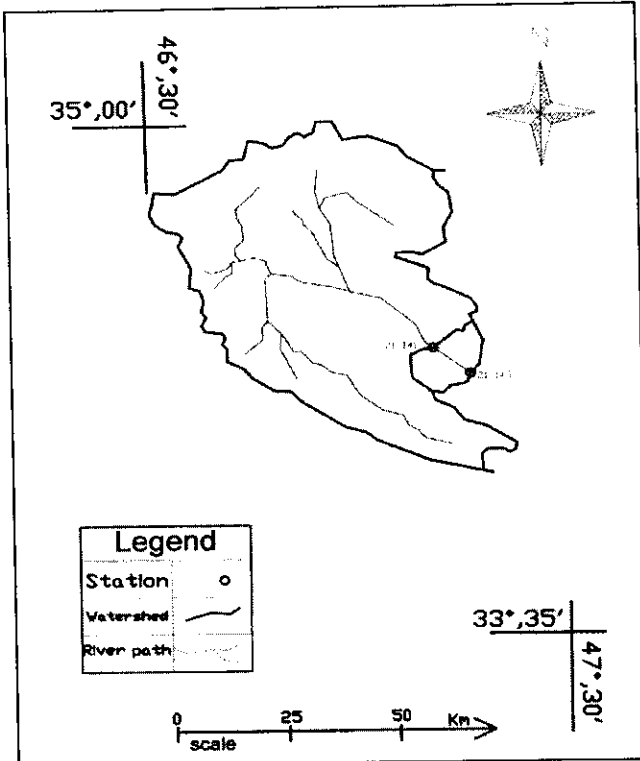 46°,30'
35°,00'
Legend
Station
Watershed
River path
33°,35'
47°,30'
0 25 50 Km
scale